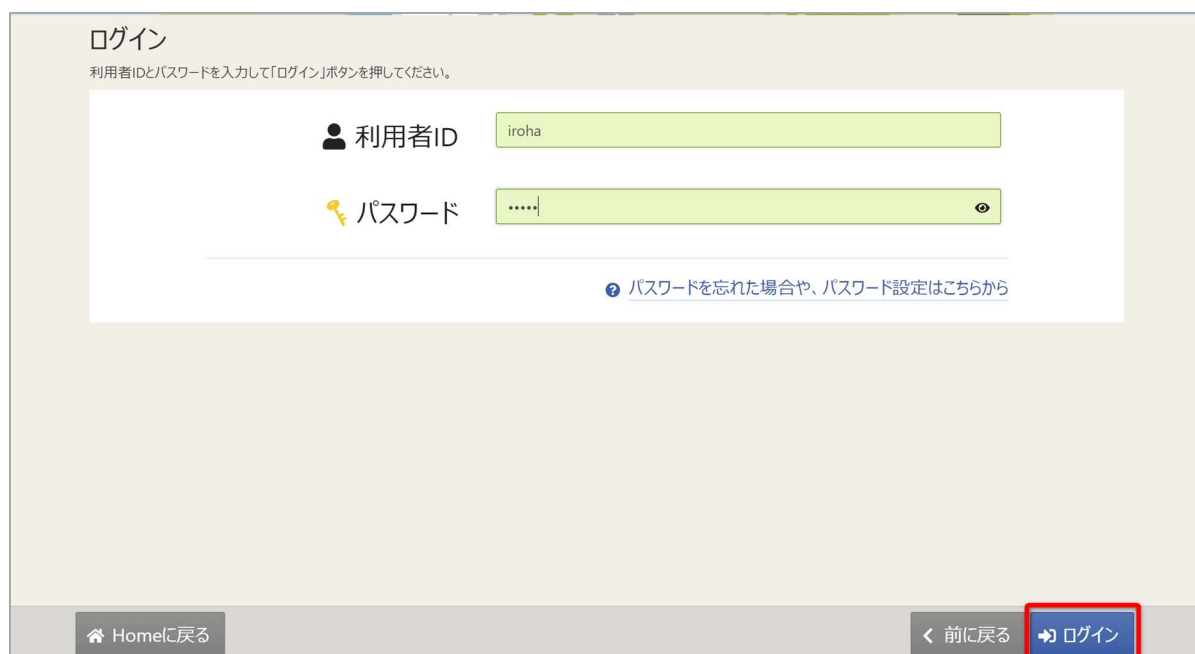 ログイン
利用者IDとパスワードを入力して「ログイン」ボタンを押してください。
利用者ID
iroha
パスワード
•••••
パスワードを忘れた場合や、パスワード設定はこちらから
Homeに戻る
前に戻る
ログイン